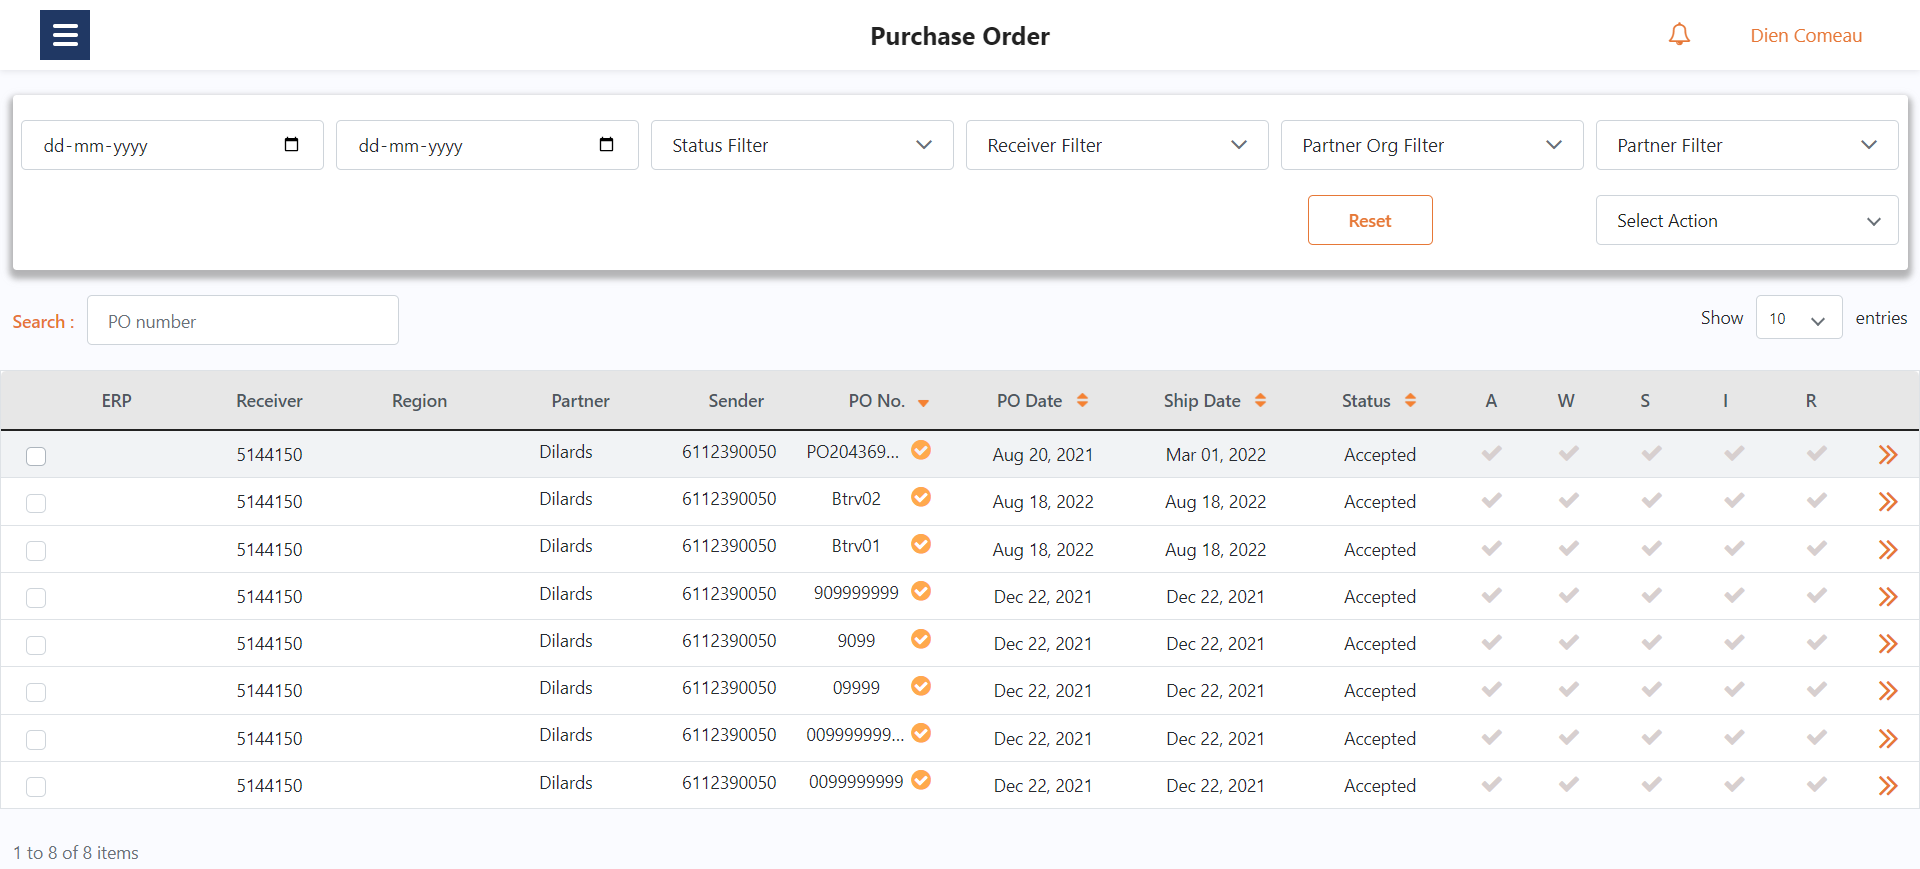 Purchase Order
Dien Comeau
dd-mm-yyyy dd-mm-yyyy Status Filter Receiver Filter Partner Org Filter Partner Filter
Reset Select Action
Search : PO number Show 10 entries
ERP Receiver Region Partner Sender PO No. PO Date Ship Date Status A W S I R
5144150 Dilards 6112390050 PO204369... Aug 20, 2021 Mar 01, 2022 Accepted
5144150 Dilards 6112390050 Btrv02 Aug 18, 2022 Aug 18, 2022 Accepted
5144150 Dilards 6112390050 Btrv01 Aug 18, 2022 Aug 18, 2022 Accepted
5144150 Dilards 6112390050 909999999 Dec 22, 2021 Dec 22, 2021 Accepted
5144150 Dilards 6112390050 9099 Dec 22, 2021 Dec 22, 2021 Accepted
5144150 Dilards 6112390050 09999 Dec 22, 2021 Dec 22, 2021 Accepted
5144150 Dilards 6112390050 009999999... Dec 22, 2021 Dec 22, 2021 Accepted
5144150 Dilards 6112390050 0099999999 Dec 22, 2021 Dec 22, 2021 Accepted
1 to 8 of 8 items